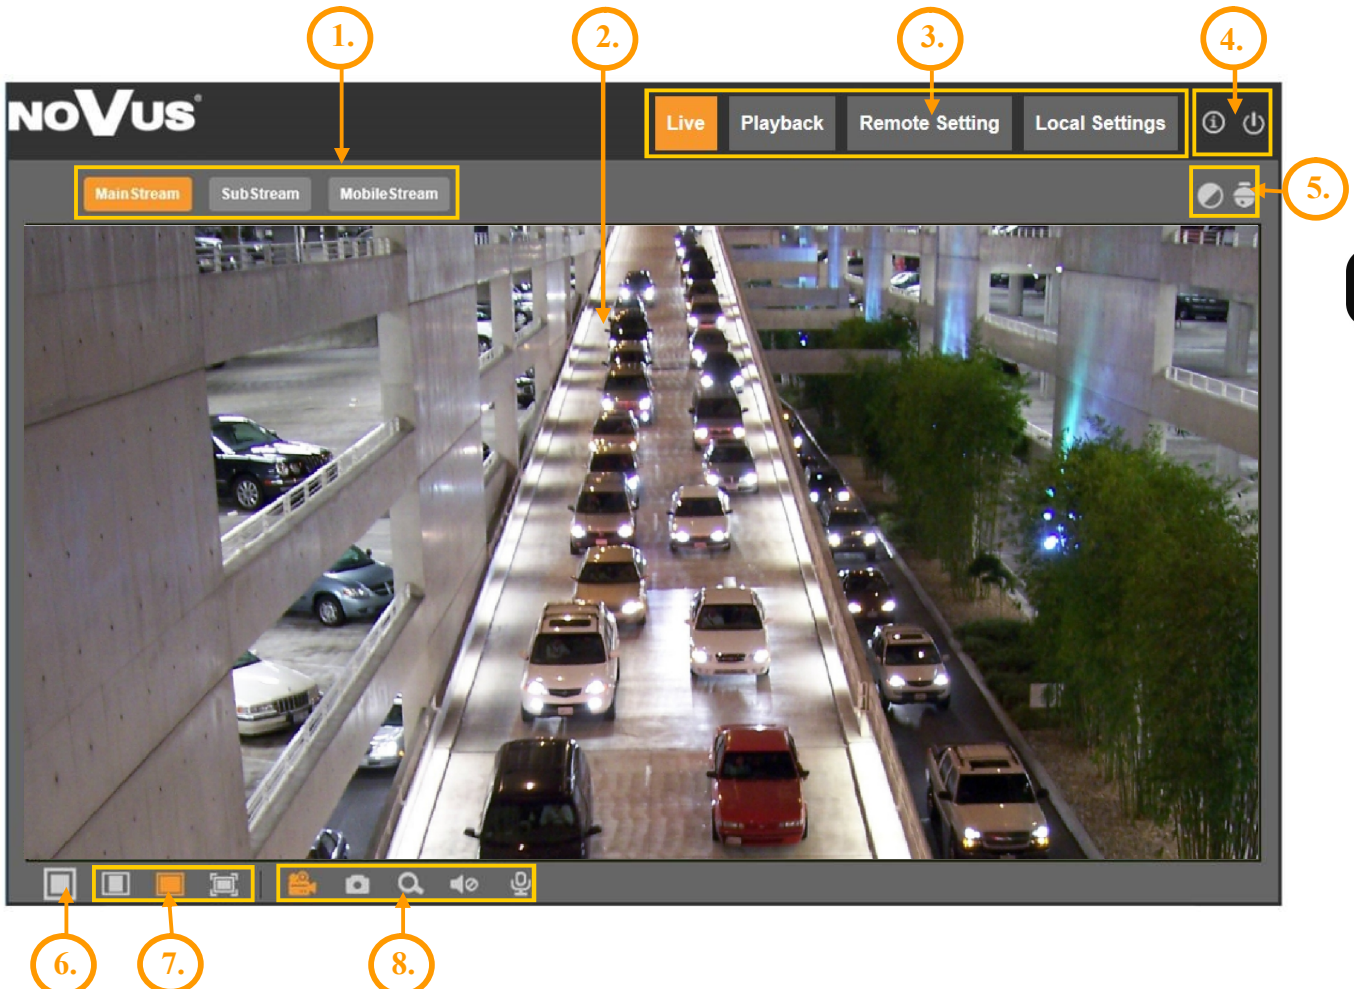 1.
2.
3.
4.
NOVUS
Live Playback Remote Setting Local Settings
5.
MainStream SubStream MobileStream
6.
7.
8.